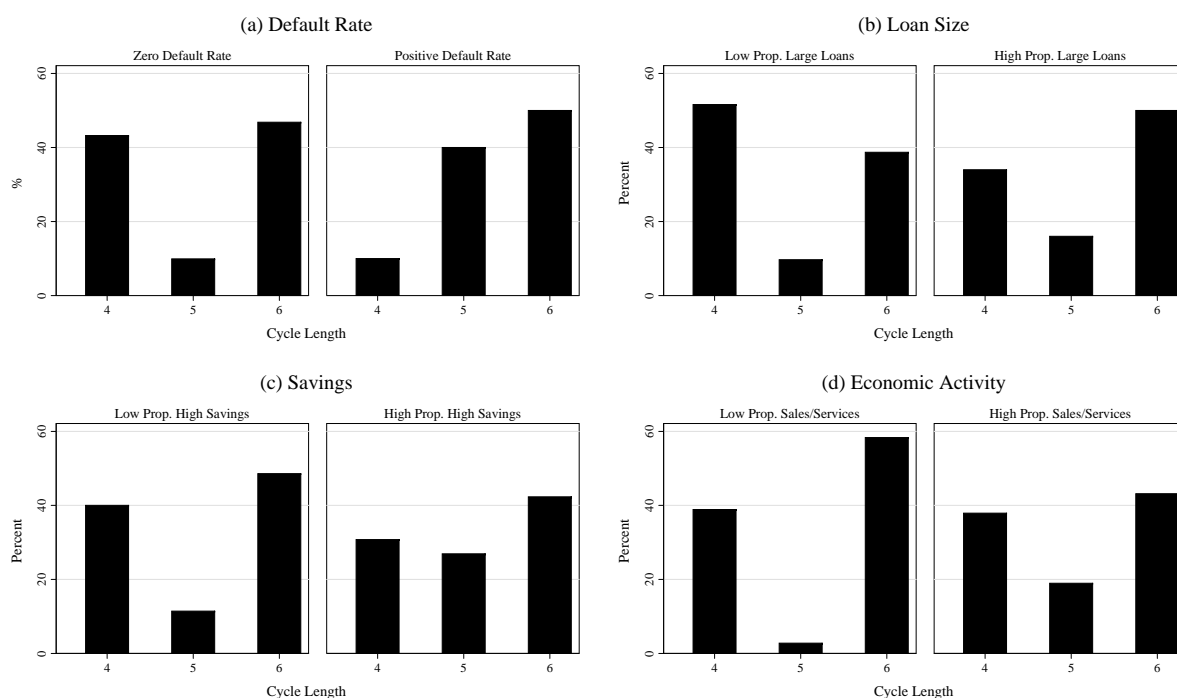 (a) Default Rate
Zero Default Rate
Positive Default Rate
%
0
20
40
60
4
5
6
4
5
6
Cycle Length
(b) Loan Size
Low Prop. Large Loans
High Prop. Large Loans
Percent
0
20
40
60
4
5
6
4
5
6
Cycle Length
(c) Savings
Low Prop. High Savings
High Prop. High Savings
Percent
0
20
40
60
4
5
6
4
5
6
Cycle Length
(d) Economic Activity
Low Prop. Sales/Services
High Prop. Sales/Services
Percent
0
20
40
60
4
5
6
4
5
6
Cycle Length